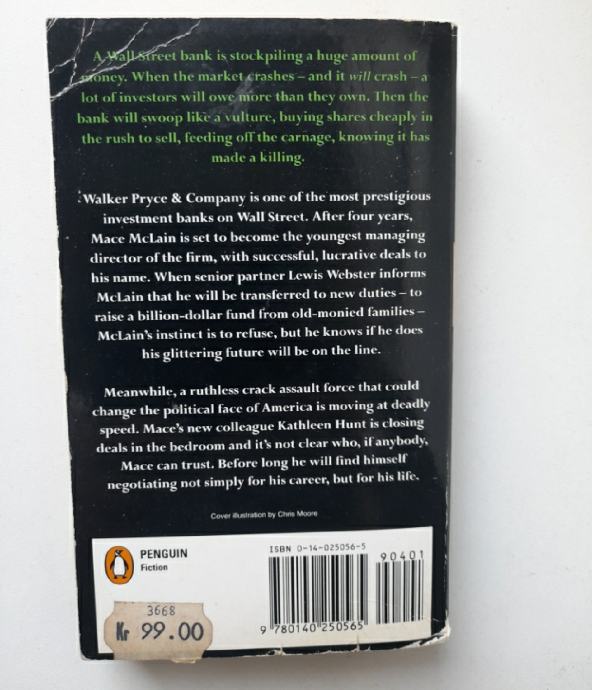 A Wall Street bank is stockpiling a huge amount of
money. When the market crashes – and it will crash – a
lot of investors will owe more than they own. Then the
bank will swoop like a vulture, buying shares cheaply in
the rush to sell, feeding off the carnage, knowing it has
made a killing.
Walker Pryce & Company is one of the most prestigious
investment banks on Wall Street. After four years,
Mace McLain is set to become the youngest managing
director of the firm, with successful, lucrative deals to
his name. When senior partner Lewis Webster informs
McLain that he will be transferred to new duties – to
raise a billion-dollar fund from old-monied families –
McLain's instinct is to refuse, but he knows if he does
his glittering future will be on the line.
Meanwhile, a ruthless crack assault force that could
change the political face of America is moving at deadly
speed. Mace's new colleague Kathleen Hunt is closing
deals in the bedroom and it's not clear who, if anybody,
Mace can trust. Before long he will find himself
negotiating not simply for his career, but for his life.
Cover illustration by Chris Moore
PENGUIN
Fiction
ISBN 0-14-025056-5
90401
9 780140 250565
3668
Kr 99.00